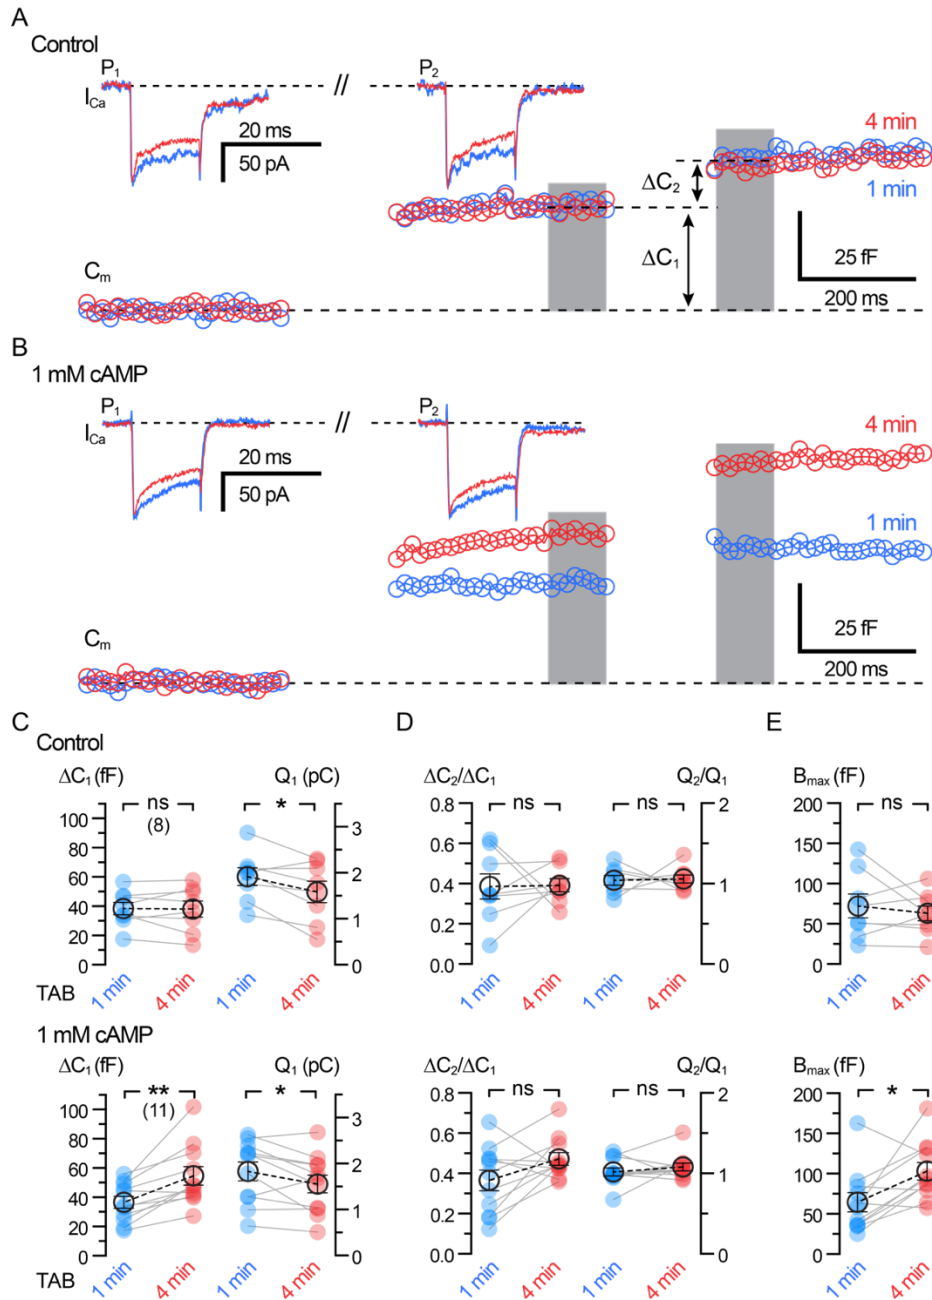 A
Control
P1 // P2
ICa
20 ms
50 pA
4 min
ΔC2
1 min
ΔC1
25 fF
200 ms
Cm
B
1 mM cAMP
P1 // P2
ICa
20 ms
50 pA
4 min
1 min
25 fF
200 ms
Cm
C D E
Control
ΔC1 (fF) Q1 (pC) ΔC2/ΔC1 Q2/Q1 Bmax (fF)
ns * ns ns ns
(8)
100 80 60 40 20 0
3 2 1 0
0.8 0.6 0.4 0.2 0.0
2 1 0
200 150 100 50 0
TAB 1 min 4 min 1 min 4 min 1 min 4 min 1 min 4 min 1 min 4 min
1 mM cAMP
ΔC1 (fF) Q1 (pC) ΔC2/ΔC1 Q2/Q1 Bmax (fF)
** * ns ns *
(11)
100 80 60 40 20 0
3 2 1 0
0.8 0.6 0.4 0.2 0.0
2 1 0
200 150 100 50 0
TAB 1 min 4 min 1 min 4 min 1 min 4 min 1 min 4 min 1 min 4 min